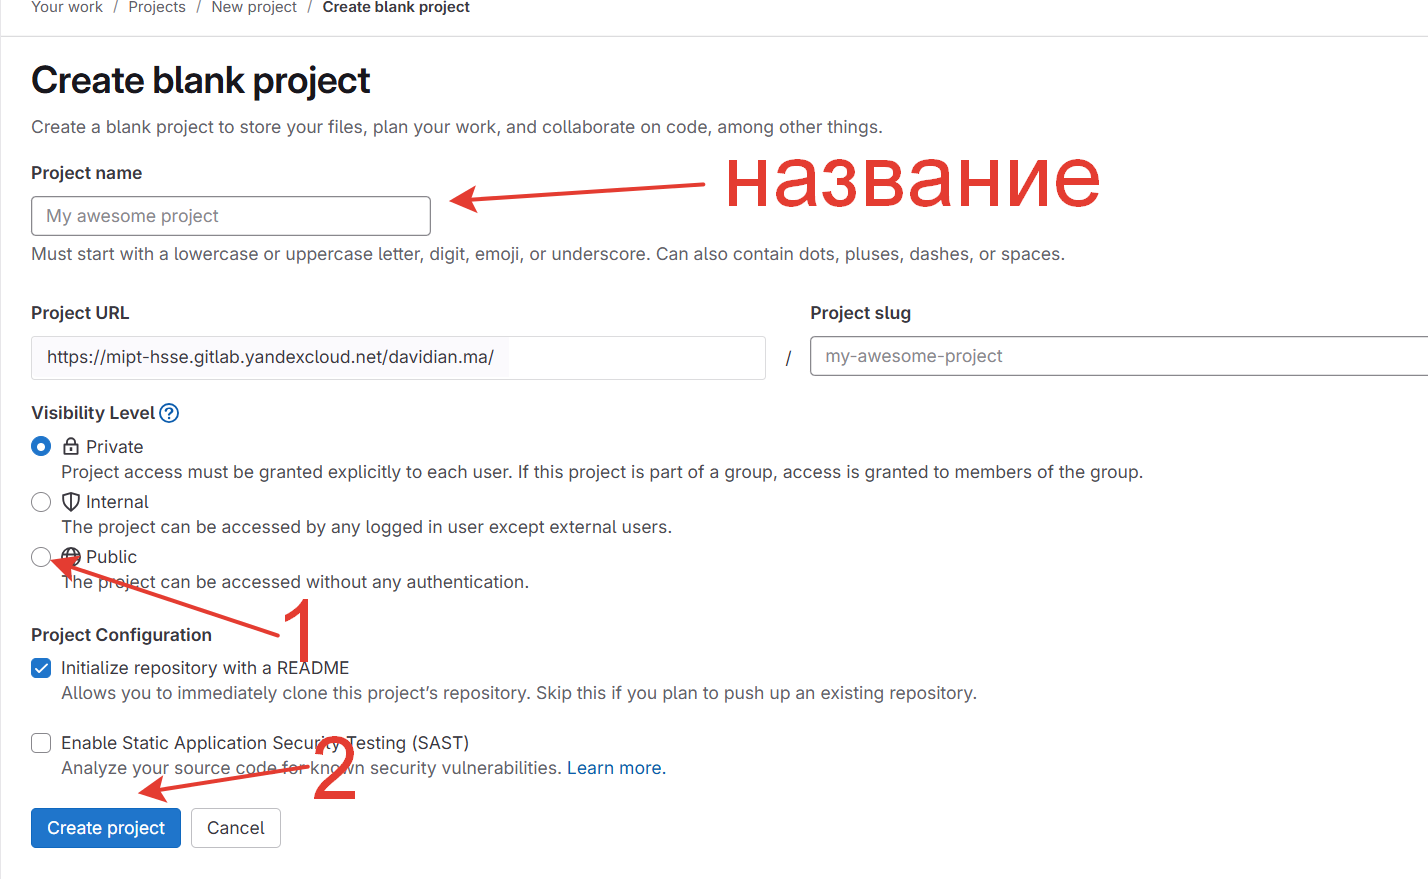 Your work / Projects / New project / Create blank project
Create blank project
Create a blank project to store your files, plan your work, and collaborate on code, among other things.
Project name
название
My awesome project
Must start with a lowercase or uppercase letter, digit, emoji, or underscore. Can also contain dots, pluses, dashes, or spaces.
Project URL
Project slug
https://mipt-hsse.gitlab.yandexcloud.net/davidian.ma/ / my-awesome-project
Visibility Level ?
Private
Project access must be granted explicitly to each user. If this project is part of a group, access is granted to members of the group.
Internal
The project can be accessed by any logged in user except external users.
Public
The project can be accessed without any authentication.
1
Project Configuration
Initialize repository with a README
Allows you to immediately clone this project's repository. Skip this if you plan to push up an existing repository.
Enable Static Application Security Testing (SAST)
2
Analyze your source code for known security vulnerabilities. Learn more.
Create project Cancel